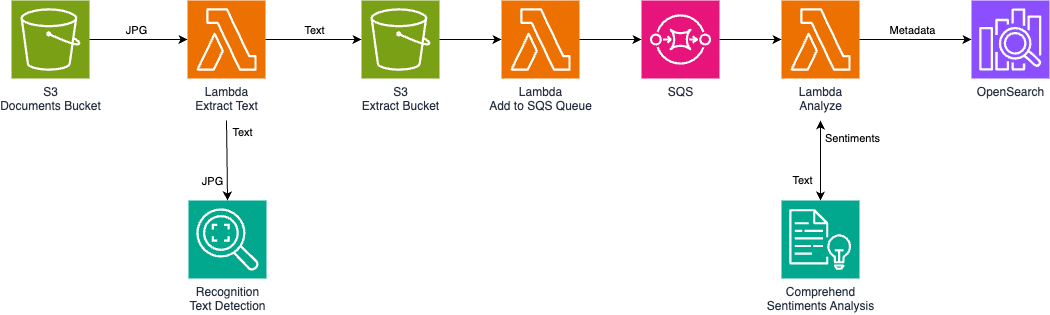 JPG
Text
Metadata
S3
Documents Bucket
Lambda
Extract Text
S3
Extract Bucket
Lambda
Add to SQS Queue
SQS
Lambda
Analyze
OpenSearch
Text
JPG
Sentiments
Text
Recognition
Text Detection
Comprehend
Sentiments Analysis